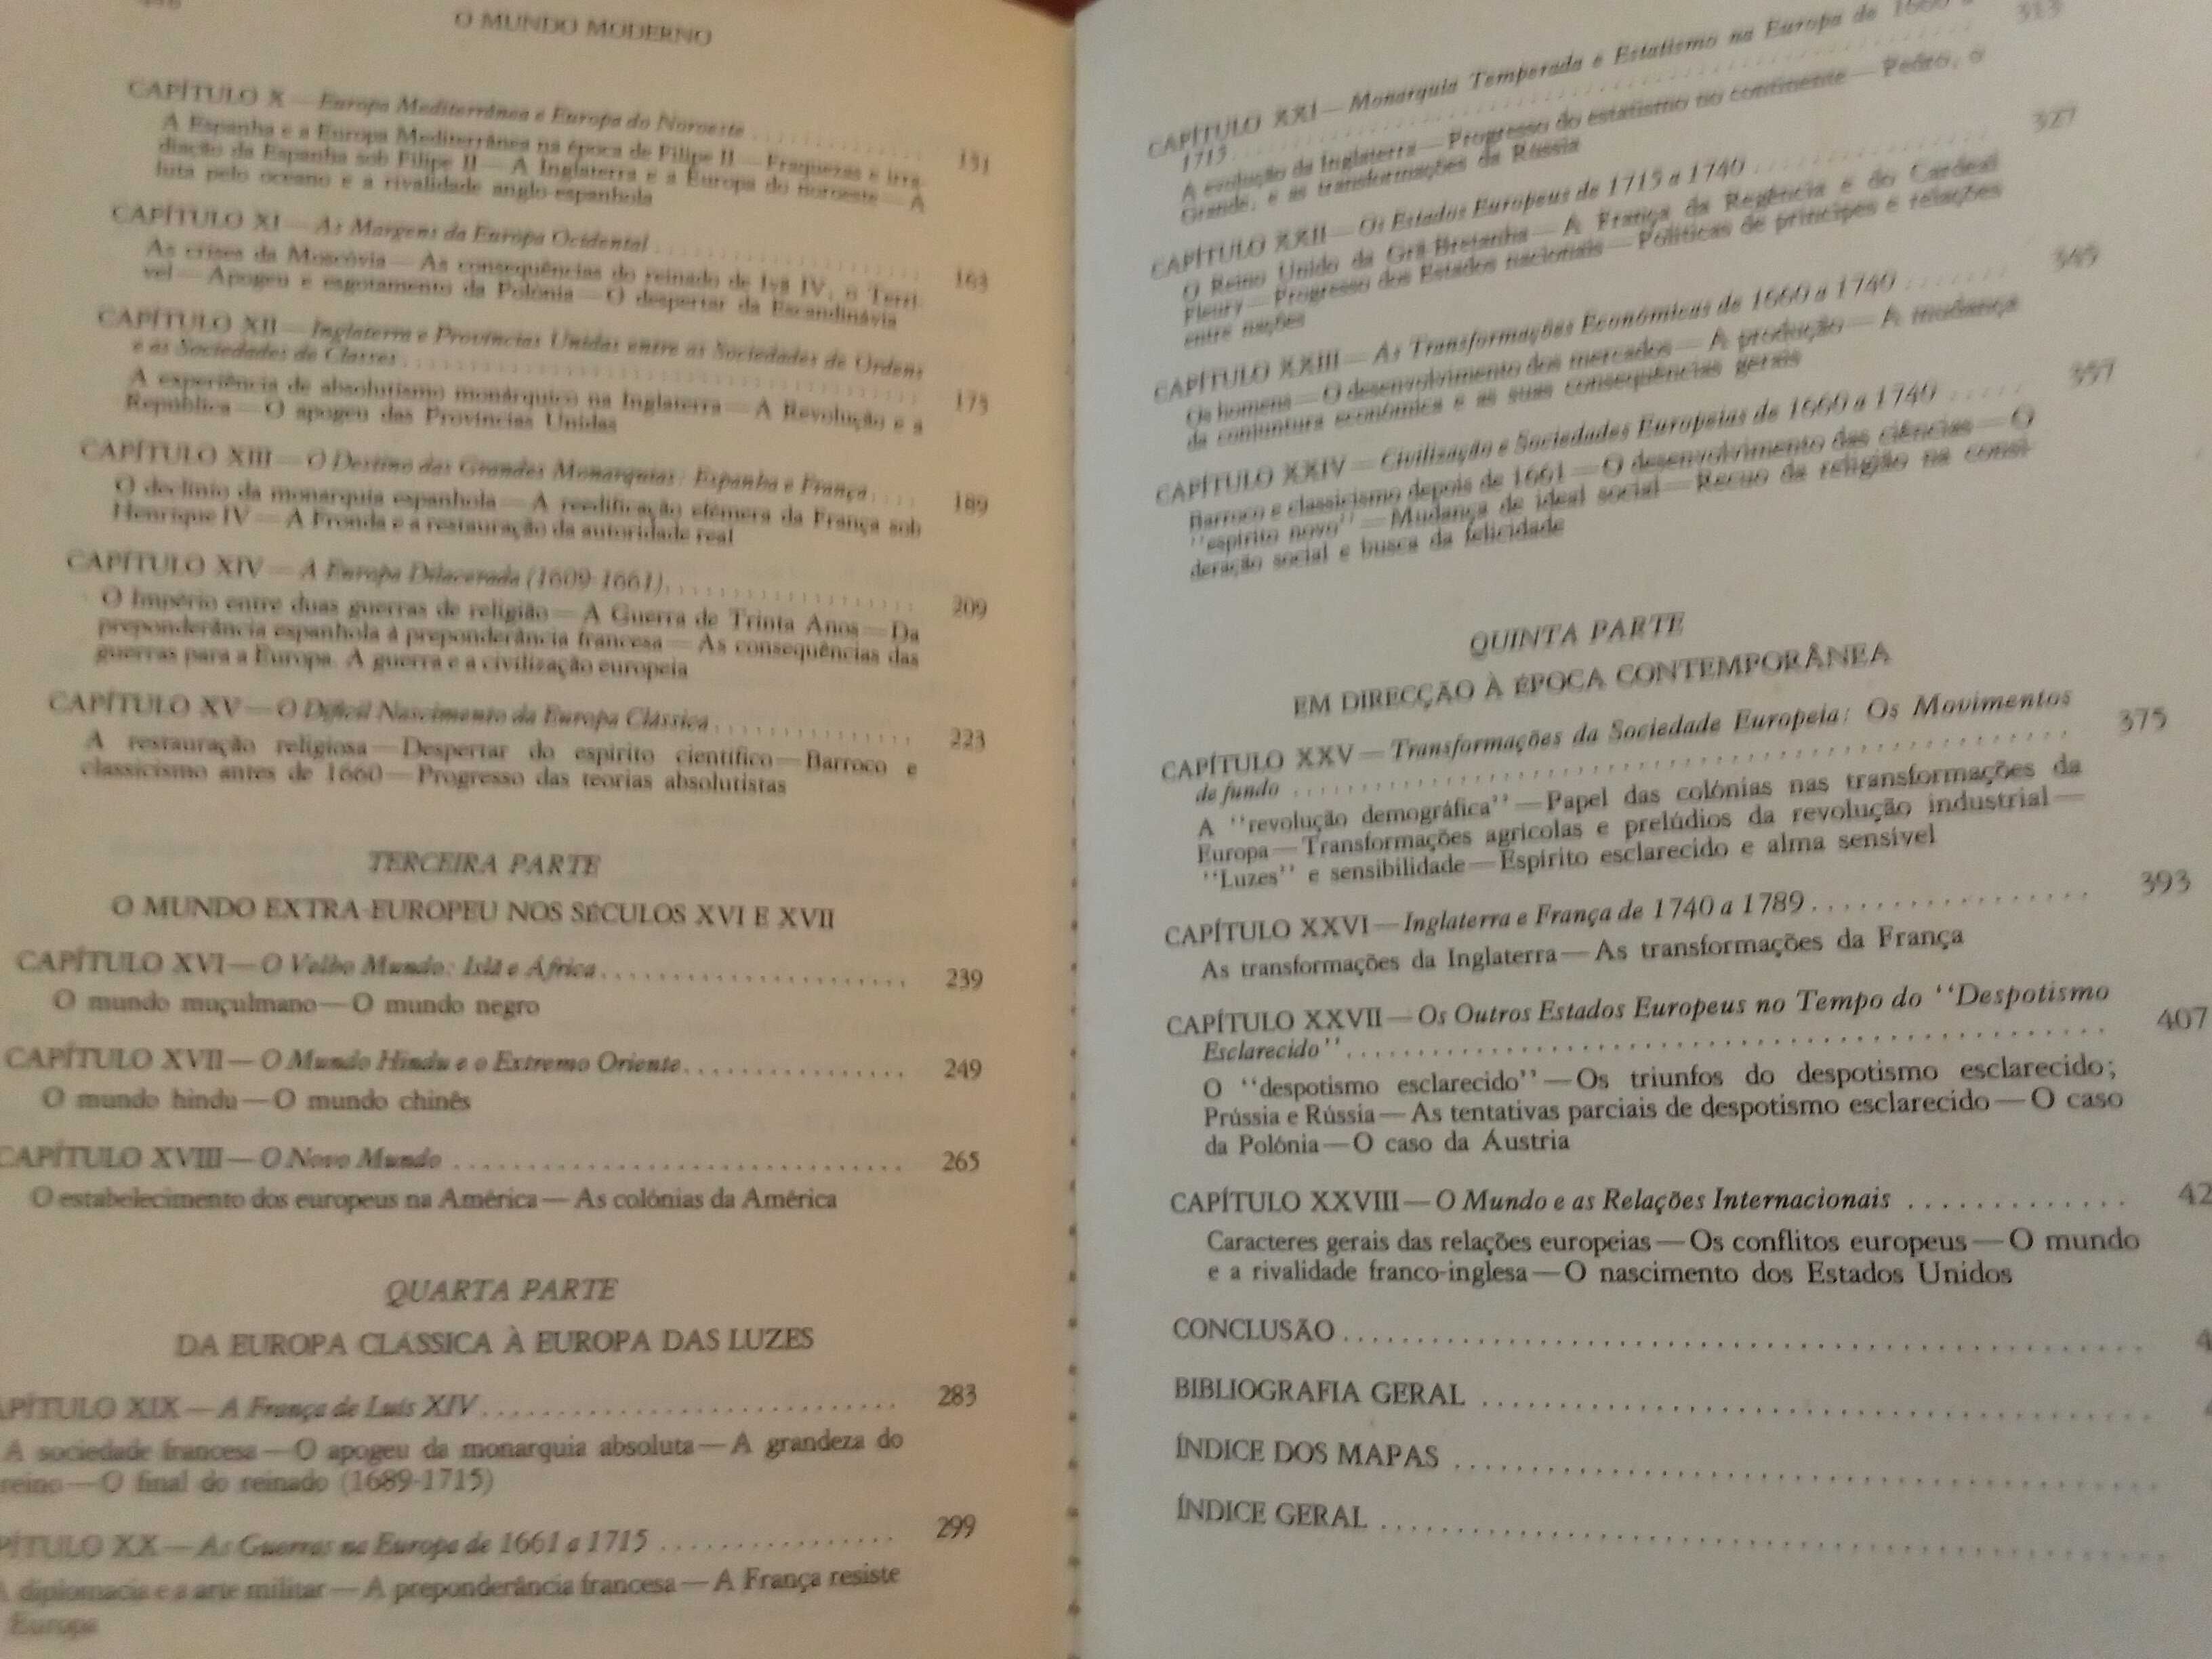 O MUNDO MODERNO
CAPÍTULO X — Europa Mediterrânea e Europa do Noroeste . . . . . . . . . . . . . 151
A Espanha e a Europa Mediterrânea na época de Filipe II — Fraquezas e irra-
diação da Espanha sob Filipe II — A Inglaterra e a Europa do noroeste — A
luta pelo oceano e a rivalidade anglo-espanhola
CAPÍTULO XI — As Margens da Europa Ocidental . . . . . . . . . . . . . . . . . . . 163
As crises da Moscóvia — As consequências do reinado de Ivã IV, o Terrí-
vel — Apogeu e esgotamento da Polónia — O despertar da Escandinávia
CAPÍTULO XII — Inglaterra e Províncias Unidas entre as Sociedades de Ordens
e as Sociedades de Classes . . . . . . . . . . . . . . . . . . . . . . . . . . . . . . . . . 175
A experiência de absolutismo monárquico na Inglaterra — A Revolução e a
República — O apogeu das Províncias Unidas
CAPÍTULO XIII — O Destino das Grandes Monarquias: Espanha e França . . . . 189
O declínio da monarquia espanhola — A reedificação efémera da França sob
Henrique IV — A Fronda e a restauração da autoridade real
CAPÍTULO XIV — A Europa Dilacerada (1609-1661) . . . . . . . . . . . . . . . . . . 209
O Império entre duas guerras de religião — A Guerra de Trinta Anos — Da
preponderância espanhola à preponderância francesa — As consequências das
guerras para a Europa. A guerra e a civilização europeia
CAPÍTULO XV — O Difícil Nascimento da Europa Clássica . . . . . . . . . . . . . . 223
A restauração religiosa — Despertar do espírito científico — Barroco e
classicismo antes de 1660 — Progresso das teorias absolutistas
TERCEIRA PARTE
O MUNDO EXTRA-EUROPEU NOS SÉCULOS XVI E XVII
CAPÍTULO XVI — O Velho Mundo: Islã e África . . . . . . . . . . . . . . . . . . . . . . 239
O mundo muçulmano — O mundo negro
CAPÍTULO XVII — O Mundo Hindu e o Extremo Oriente . . . . . . . . . . . . . . . . 249
O mundo hindu — O mundo chinês
CAPÍTULO XVIII — O Novo Mundo . . . . . . . . . . . . . . . . . . . . . . . . . . . . . . 265
O estabelecimento dos europeus na América — As colónias da América
QUARTA PARTE
DA EUROPA CLÁSSICA À EUROPA DAS LUZES
APÍTULO XIX — A França de Luís XIV . . . . . . . . . . . . . . . . . . . . . . . . . . . . 283
A sociedade francesa — O apogeu da monarquia absoluta — A grandeza do
reino — O final do reinado (1689-1715)
PÍTULO XX — As Guerras na Europa de 1661 a 1715 . . . . . . . . . . . . . . . . 299
A diplomacia e a arte militar — A preponderância francesa — A França resiste
Europa
CAPÍTULO XXI — Monarquia Temperada e Estatismo na Europa de 1660 a
1715 . . . . . . . . . . . . . . . . . . . . . . . . . . . . . . . . . . . . . . . . . . . . . . . . . 313
A evolução da Inglaterra — Progresso do estatismo no continente — Pedro, o
Grande, e as transformações da Rússia
CAPÍTULO XXII — Os Estados Europeus de 1715 a 1740 . . . . . . . . . . . . . . . 327
O Reino Unido da Grã-Bretanha — A França da Regência e do Cardeal
Fleury — Progresso dos Estados nacionais — Políticas de príncipes e relações
entre nações
CAPÍTULO XXIII — As Transformações Económicas de 1660 a 1740 . . . . . . . 345
Os homens — O desenvolvimento dos mercados — A produção — A mudança
da conjuntura económica e as suas consequências gerais
CAPÍTULO XXIV — Civilização e Sociedades Europeias de 1660 a 1740 . . . . . . 357
Barroco e classicismo depois de 1661 — O desenvolvimento das ciências — O
"espírito novo" — Mudança de ideal social — Recuo da religião na consi-
deração social e busca da felicidade
QUINTA PARTE
EM DIRECÇÃO À ÉPOCA CONTEMPORÂNEA
CAPÍTULO XXV — Transformações da Sociedade Europeia: Os Movimentos
de fundo . . . . . . . . . . . . . . . . . . . . . . . . . . . . . . . . . . . . . . . . . . . . . . 375
A "revolução demográfica" — Papel das colónias nas transformações da
Europa — Transformações agrícolas e prelúdios da revolução industrial —
"Luzes" e sensibilidade — Espírito esclarecido e alma sensível
CAPÍTULO XXVI — Inglaterra e França de 1740 a 1789 . . . . . . . . . . . . . . . . . 393
As transformações da Inglaterra — As transformações da França
CAPÍTULO XXVII — Os Outros Estados Europeus no Tempo do "Despotismo
Esclarecido" . . . . . . . . . . . . . . . . . . . . . . . . . . . . . . . . . . . . . . . . . . . 407
O "despotismo esclarecido" — Os triunfos do despotismo esclarecido;
Prússia e Rússia — As tentativas parciais de despotismo esclarecido — O caso
da Polónia — O caso da Áustria
CAPÍTULO XXVIII — O Mundo e as Relações Internacionais . . . . . . . . . . . . . 42
Caracteres gerais das relações europeias — Os conflitos europeus — O mundo
e a rivalidade franco-inglesa — O nascimento dos Estados Unidos
CONCLUSÃO . . . . . . . . . . . . . . . . . . . . . . . . . . . . . . . . . . . . . . . . . . . 4
BIBLIOGRAFIA GERAL . . . . . . . . . . . . . . . . . . . . . . . . . . . . . . . . . . . .
ÍNDICE DOS MAPAS . . . . . . . . . . . . . . . . . . . . . . . . . . . . . . . . . . . . . .
ÍNDICE GERAL . . . . . . . . . . . . . . . . . . . . . . . . . . . . . . . . . . . . . . . . .